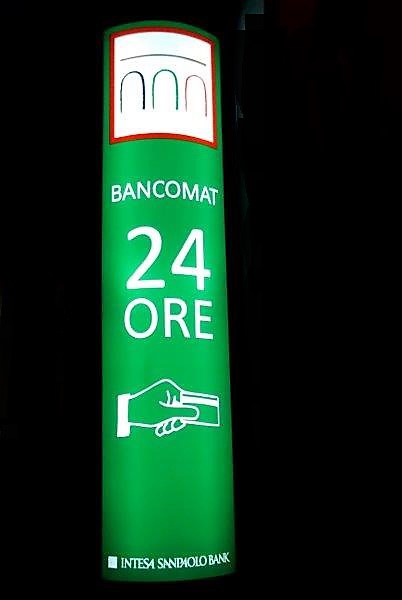 BANCOMAT
24
ORE
INTESA SANPAOLO BANK